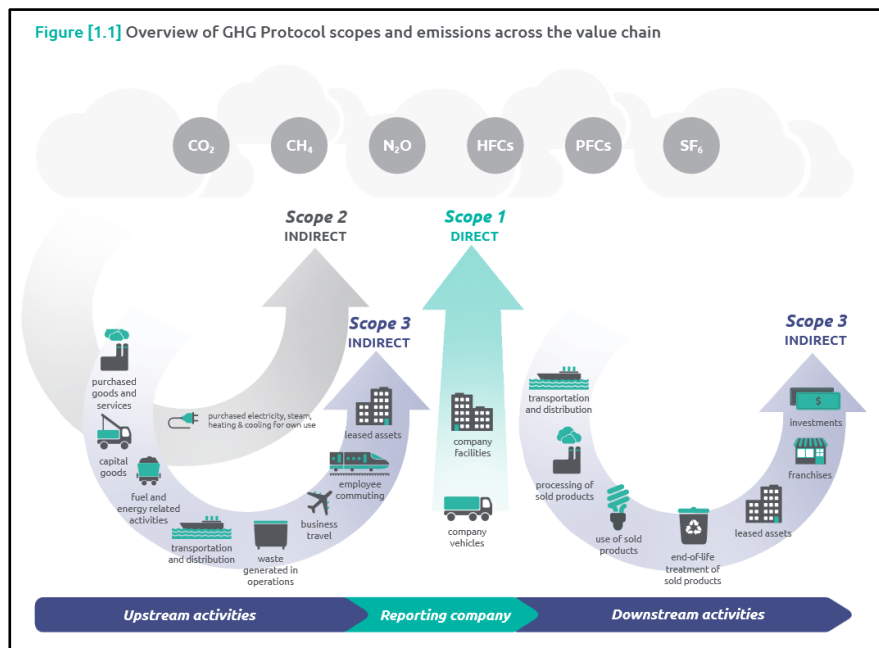 Figure [1.1] Overview of GHG Protocol scopes and emissions across the value chain
CO₂
CH₄
N₂O
HFCs
PFCs
SF₆
Scope 2
INDIRECT
Scope 1
DIRECT
Scope 3
INDIRECT
Scope 3
INDIRECT
purchased
goods and
services
capital
goods
fuel and
energy related
activities
purchased electricity, steam,
heating & cooling for own use
transportation
and distribution
waste
generated in
operations
business
travel
employee
commuting
leased assets
company
facilities
company
vehicles
transportation
and distribution
processing of
sold products
use of sold
products
end-of-life
treatment of
sold products
leased assets
franchises
$
investments
Upstream activities
Reporting company
Downstream activities